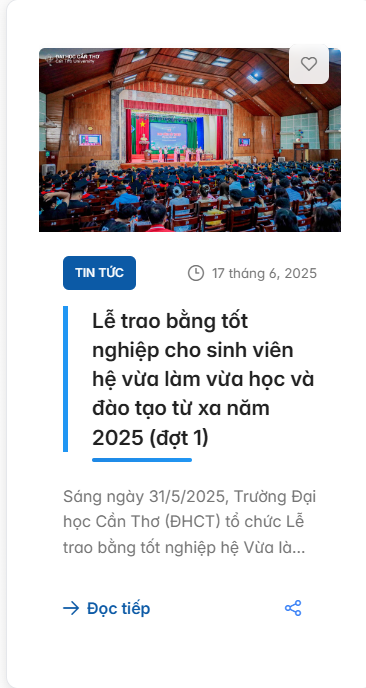 ĐẠI HỌC CẦN THƠ
Can Tho University
TIN TỨC
17 tháng 6, 2025
Lễ trao bằng tốt
nghiệp cho sinh viên
hệ vừa làm vừa học và
đào tạo từ xa năm
2025 (đợt 1)
Sáng ngày 31/5/2025, Trường Đại
học Cần Thơ (ĐHCT) tổ chức Lễ
trao bằng tốt nghiệp hệ Vừa là...
Đọc tiếp